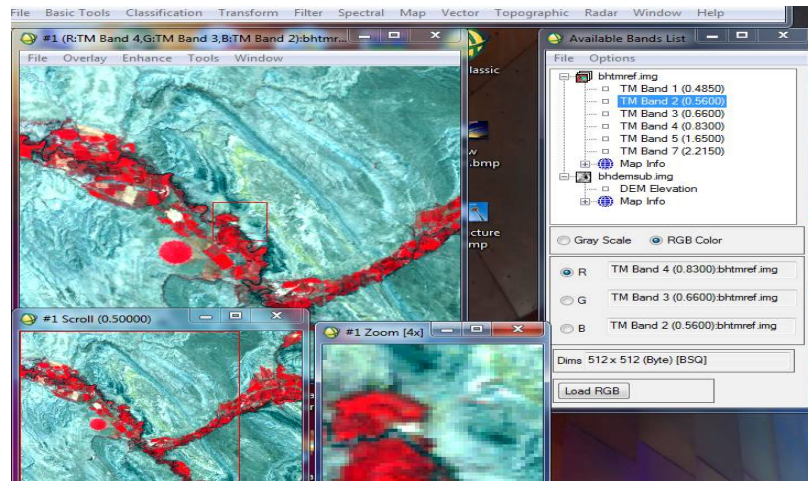 File Basic Tools Classification Transform Filter Spectral Map Vector Topographic Radar Window Help
#1 (R:TM Band 4,G:TM Band 3,B:TM Band 2):bhtmr...
File Overlay Enhance Tools Window
lassic
w
.bmp
cture
mp
Available Bands List
File Options
bhtmref.img
TM Band 1 (0.4850)
TM Band 2 (0.5600)
TM Band 3 (0.6600)
TM Band 4 (0.8300)
TM Band 5 (1.6500)
TM Band 7 (2.2150)
Map Info
bhdemsub.img
DEM Elevation
Map Info
Gray Scale RGB Color
R TM Band 4 (0.8300):bhtmref.img
G TM Band 3 (0.6600):bhtmref.img
B TM Band 2 (0.5600):bhtmref.img
Dims 512 x 512 (Byte) [BSQ]
Load RGB
#1 Scroll (0.50000)
#1 Zoom [4x]